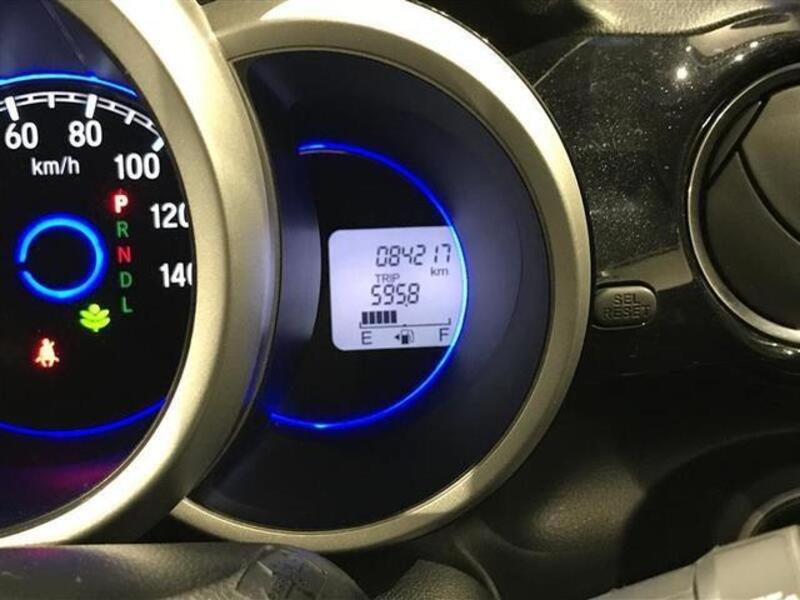 60 80 100 120 140
km/h
P
R
N
D
L
084217
km
TRIP
595.8
E F
SEL
RESET